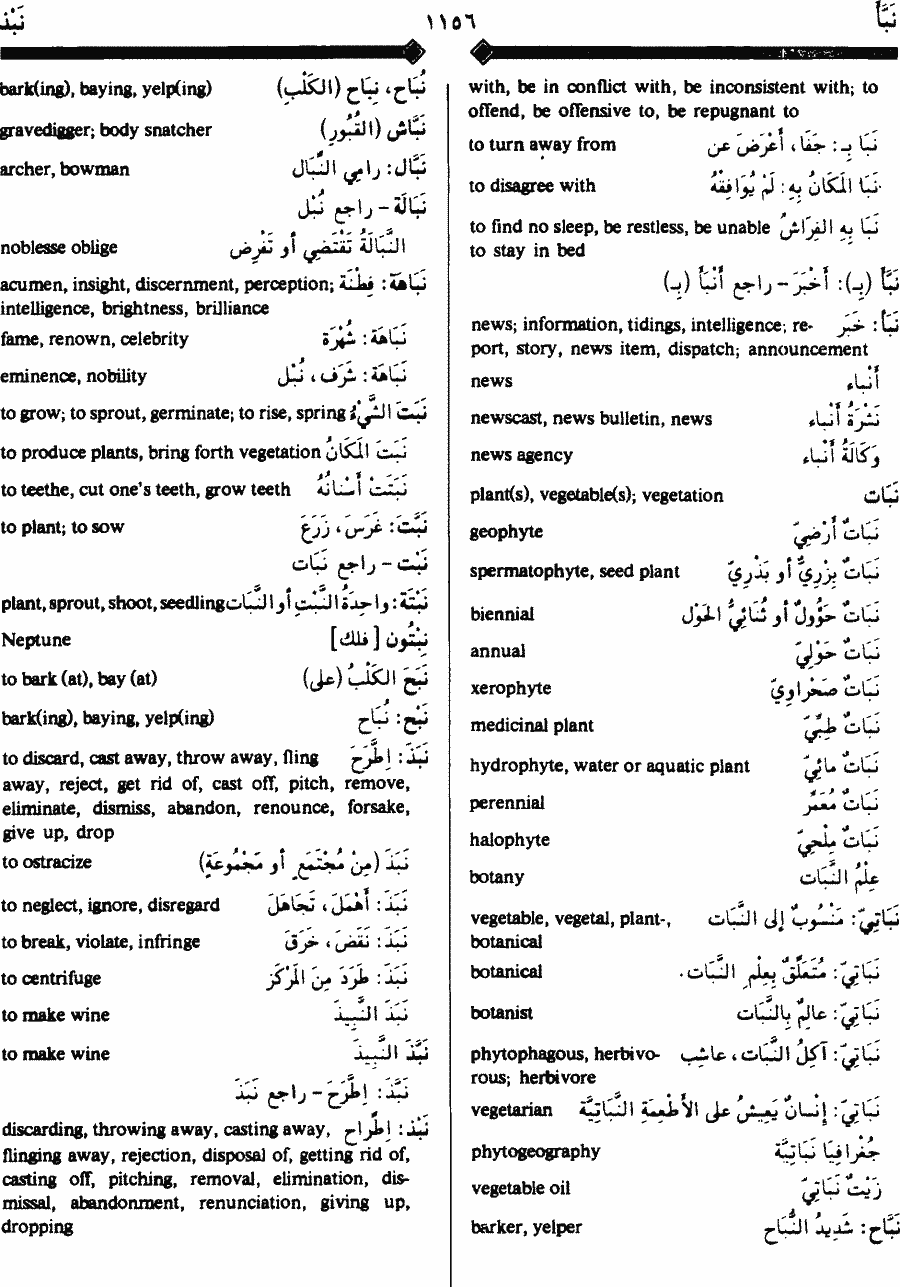 نَبَّأ
١١٥٦
نَبْذ
with, be in conflict with, be inconsistent with; to
offend, be offensive to, be repugnant to
نَبَا بِـ: جَفَا، أَعْرَضَ عَن to turn away from
نَبَا المَكَانُ بِهِ: لَمْ يُوَافِقْهُ to disagree with
نَبَا بِهِ الفِرَاشُ to find no sleep, be restless, be unable
to stay in bed
نَبَّأَ (بِـ): أَخْبَرَ - راجع أَنْبَأَ (بِـ)
نَبَأ: خَبَر news; information, tidings, intelligence; re-
port, story, news item, dispatch; announcement
أَنْبَاء news
نَشْرَةُ أَنْبَاء newscast, news bulletin, news
وَكَالَةُ أَنْبَاء news agency
نَبَات plant(s), vegetable(s); vegetation
نَبَاتٌ أَرْضِيّ geophyte
نَبَاتٌ بِزْرِيٌّ أو بَذْرِيّ spermatophyte, seed plant
نَبَاتٌ حَؤُولٌ أو ثُنَائِيُّ الحَوْل biennial
نَبَاتٌ حَوْلِيّ annual
نَبَاتٌ صَحْرَاوِيّ xerophyte
نَبَاتٌ طِبِّيّ medicinal plant
نَبَاتٌ مَائِيّ hydrophyte, water or aquatic plant
نَبَاتٌ مُعَمَّر perennial
نَبَاتٌ مِلْحِيّ halophyte
عِلْمُ النَّبَات botany
نَبَاتِيّ: مَنْسُوبٌ إلى النَّبَات vegetable, vegetal, plant-,
botanical
نَبَاتِيّ: مُتَعَلِّقٌ بِعِلْمِ النَّبَات botanical
نَبَاتِيّ: عالِمٌ بِالنَّبَات botanist
نَبَاتِيّ: آكِلُ النَّبَات، عاشِب phytophagous, herbivo-
rous; herbivore
نَبَاتِيّ: إنْسَانٌ يَعِيشُ على الأطْعِمَةِ النَّبَاتِيَّة vegetarian
جُغْرَافِيَا نَبَاتِيَّة phytogeography
زَيْتٌ نَبَاتِيّ vegetable oil
نَبَّاح: شَدِيدُ النُّبَاح barker, yelper
نُبَاح، نِبَاح (الكَلْبِ) bark(ing), baying, yelp(ing)
نَبَّاش (القُبُورِ) gravedigger; body snatcher
نَبَّال: رامِي النِّبَال archer, bowman
نَبَالَة - راجع نُبْل
النَّبَالَةُ تَقْتَضِي أو تَفْرِض noblesse oblige
نَبَاهَة: فِطْنَة acumen, insight, discernment, perception;
intelligence, brightness, brilliance
نَبَاهَة: شُهْرَة fame, renown, celebrity
نَبَاهَة: شَرَف، نُبْل eminence, nobility
نَبَتَ الشَّيْءُ to grow; to sprout, germinate; to rise, spring
نَبَتَ المَكَانُ to produce plants, bring forth vegetation
نَبَتَتْ أَسْنَانُهُ to teethe, cut one's teeth, grow teeth
نَبَّتَ: غَرَسَ، زَرَعَ to plant; to sow
نَبْت - راجع نَبَات
نَبْتَة: واحِدَةُ النَّبْتِ أو النَّبَات plant, sprout, shoot, seedling
نِبْتُون [فلك] Neptune
نَبَحَ الكَلْبُ (على) to bark (at), bay (at)
نَبْح: نُبَاح bark(ing), baying, yelp(ing)
نَبَذَ: اِطَّرَحَ to discard, cast away, throw away, fling
away, reject, get rid of, cast off, pitch, remove,
eliminate, dismiss, abandon, renounce, forsake,
give up, drop
نَبَذَ (مِنْ مُجْتَمَعٍ أو مَجْمُوعَةٍ) to ostracize
نَبَذَ: أَهْمَلَ، تَجَاهَلَ to neglect, ignore, disregard
نَبَذَ: نَقَضَ، خَرَقَ to break, violate, infringe
نَبَذَ: طَرَدَ مِنَ المَرْكَز to centrifuge
نَبَذَ النَّبِيذَ to make wine
نَبَّذَ النَّبِيذَ to make wine
نَبَّذَ: اِطَّرَحَ - راجع نَبَذَ
نَبْذ: اِطِّراح discarding, throwing away, casting away,
flinging away, rejection, disposal of, getting rid of,
casting off, pitching, removal, elimination, dis-
missal, abandonment, renunciation, giving up,
dropping